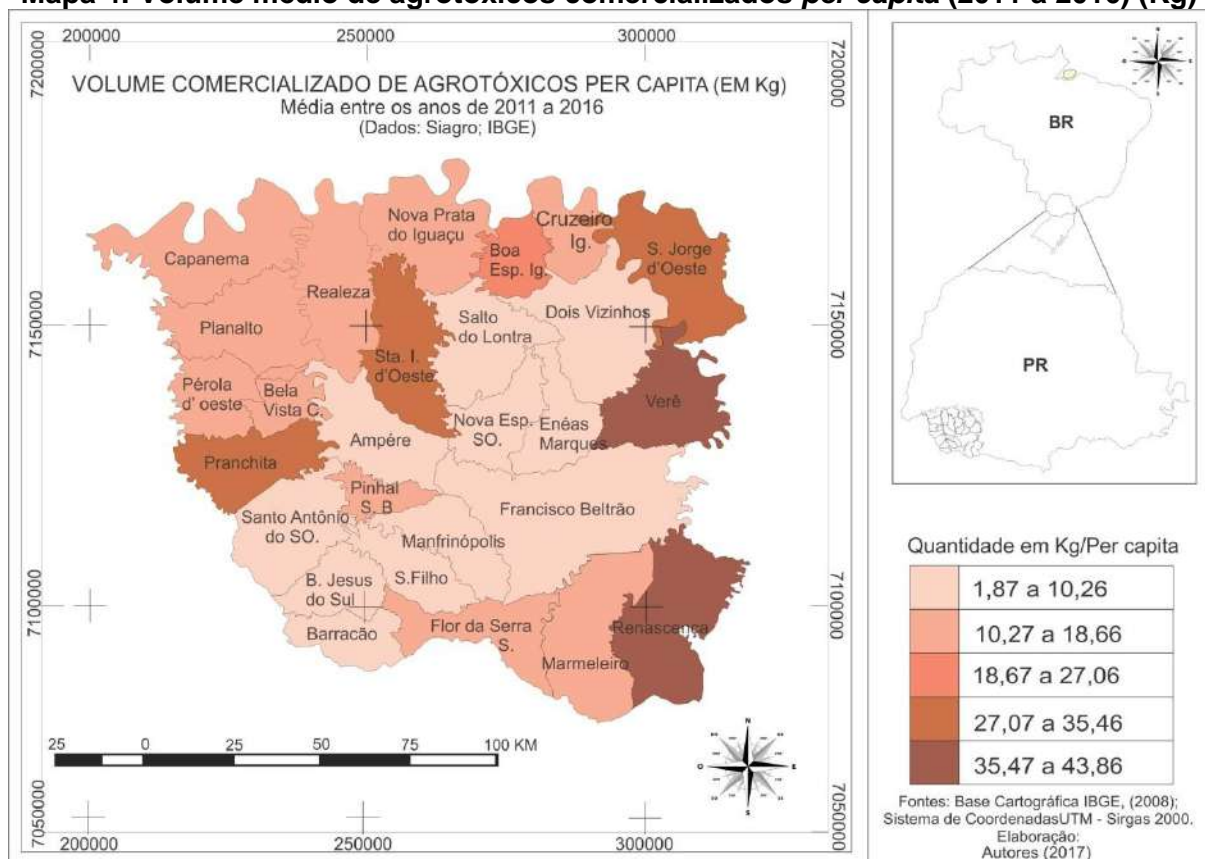 Mapa 4: Volume médio de agrotóxicos comercializados per capita (2011 a 2016) (Kg)
200000
250000
300000
7200000
7200000
VOLUME COMERCIALIZADO DE AGROTÓXICOS PER CAPITA (EM Kg)
Média entre os anos de 2011 a 2016
(Dados: Siagro; IBGE)
Nova Prata
do Iguaçu
Cruzeiro
Ig.
Capanema
Boa
Esp. Ig.
S. Jorge
d'Oeste
Realeza
7150000
7150000
Planalto
Salto
do Lontra
Dois Vizinhos
Sta. I.
d'Oeste
Pérola
d' oeste
Bela
Vista C.
Verê
Nova Esp.
SO.
Enéas
Marques
Ampére
Pranchita
Pinhal
S. B
Francisco Beltrão
Santo Antônio
do SO.
Manfrinópolis
B. Jesus
do Sul
S.Filho
7100000
7100000
Barracão
Flor da Serra
S.
Renascença
Marmeleiro
25
0
25
50
75
100 KM
N
O
E
S
7050000
7050000
200000
250000
300000
BR
PR
Quantidade em Kg/Per capita
1,87 a 10,26
10,27 a 18,66
18,67 a 27,06
27,07 a 35,46
35,47 a 43,86
Fontes: Base Cartográfica IBGE, (2008);
Sistema de CoordenadasUTM - Sirgas 2000.
Elaboração:
Autores (2017)